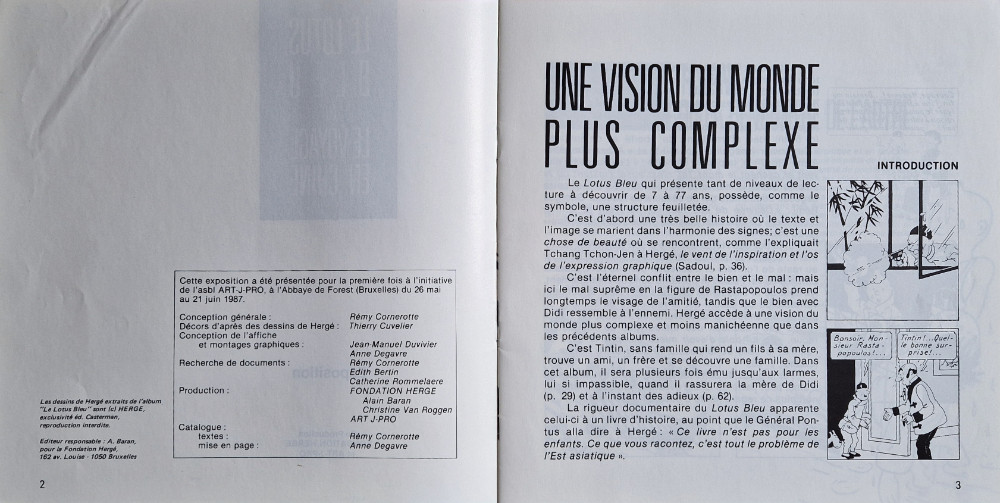 Cette exposition a été présentée pour la première fois à l'initiative
de l'asbl ART-J-PRO, à l'Abbaye de Forest (Bruxelles) du 26 mai
au 21 juin 1987.
Conception générale : Rémy Cornerotte
Décors d'après des dessins de Hergé : Thierry Cuvelier
Conception de l'affiche
et montages graphiques : Jean-Manuel Duvivier
Anne Degavre
Recherche de documents : Rémy Cornerotte
Edith Bertin
Catherine Rommelaere
Production : FONDATION HERGÉ
Alain Baran
Christine Van Roggen
ART J-PRO
Catalogue :
textes : Rémy Cornerotte
mise en page : Anne Degavre
Les dessins de Hergé extraits de l'album
"Le Lotus Bleu" sont (c) HERGE,
exclusivité éd. Casterman,
reproduction interdite.
Editeur responsable : A. Baran,
pour la Fondation Hergé,
162 av. Louise - 1050 Bruxelles
2
UNE VISION DU MONDE
PLUS COMPLEXE
INTRODUCTION
Le Lotus Bleu qui présente tant de niveaux de lec-
ture à découvrir de 7 à 77 ans, possède, comme le
symbole, une structure feuilletée.
C'est d'abord une très belle histoire où le texte et
l'image se marient dans l'harmonie des signes; c'est une
chose de beauté où se rencontrent, comme l'expliquait
Tchang Tchon-Jen à Hergé, le vent de l'inspiration et l'os
de l'expression graphique (Sadoul, p. 36).
C'est l'éternel conflit entre le bien et le mal : mais
ici le mal suprême en la figure de Rastapopoulos prend
longtemps le visage de l'amitié, tandis que le bien avec
Didi ressemble à l'ennemi. Hergé accède à une vision du
monde plus complexe et moins manichéenne que dans
les précédents albums.
C'est Tintin, sans famille qui rend un fils à sa mère,
trouve un ami, un frère et se découvre une famille. Dans
cet album, il sera plusieurs fois ému jusqu'aux larmes,
lui si impassible, quand il rassurera la mère de Didi
(p. 29) et à l'instant des adieux (p. 62).
La rigueur documentaire du Lotus Bleu apparente
celui-ci à un livre d'histoire, au point que le Général Pon-
tus alla dire à Hergé : « Ce livre n'est pas pour les
enfants. Ce que vous racontez, c'est tout le problème de
l'Est asiatique ».
Bonsoir, Mon-
sieur Rasta-
popoulos!...
Tintin!...Quel-
le bonne sur-
prise!...
3